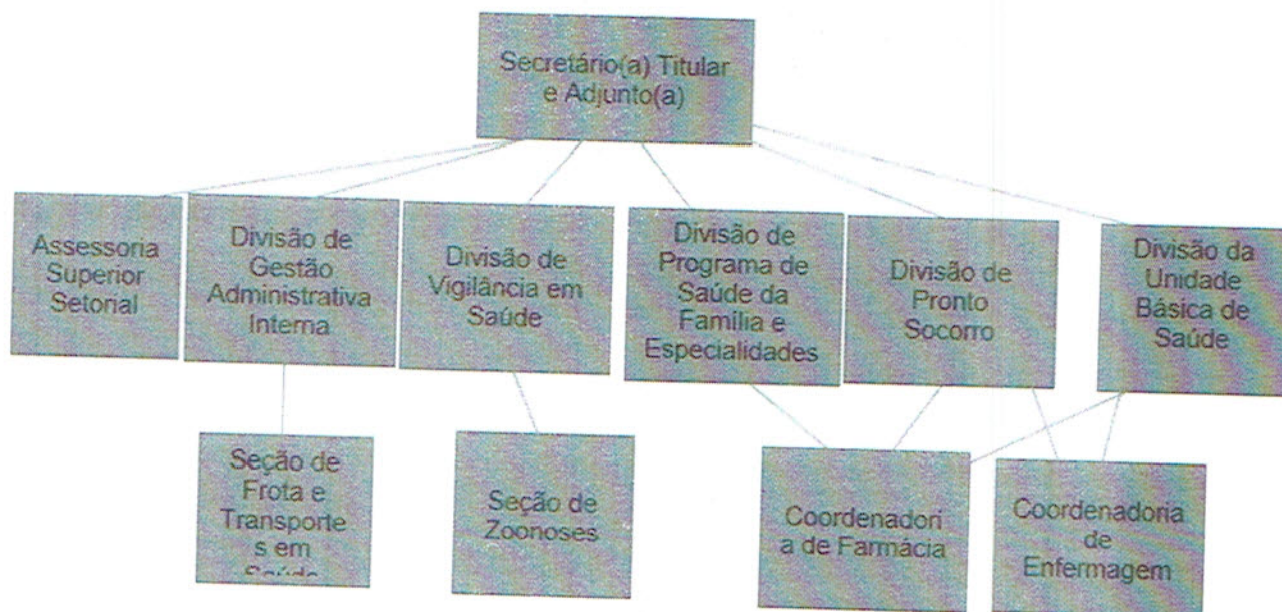 Secretário(a) Titular
e Adjunto(a)
Assessoria
Superior
Setorial
Divisão de
Gestão
Administrativa
Interna
Divisão de
Vigilância em
Saúde
Divisão de
Programa de
Saúde da
Família e
Especialidades
Divisão de
Pronto
Socorro
Divisão da
Unidade
Básica de
Saúde
Seção de
Frota e
Transporte
s em
Saúde
Seção de
Zoonoses
Coordenadori
a de Farmácia
Coordenadoria
de
Enfermagem